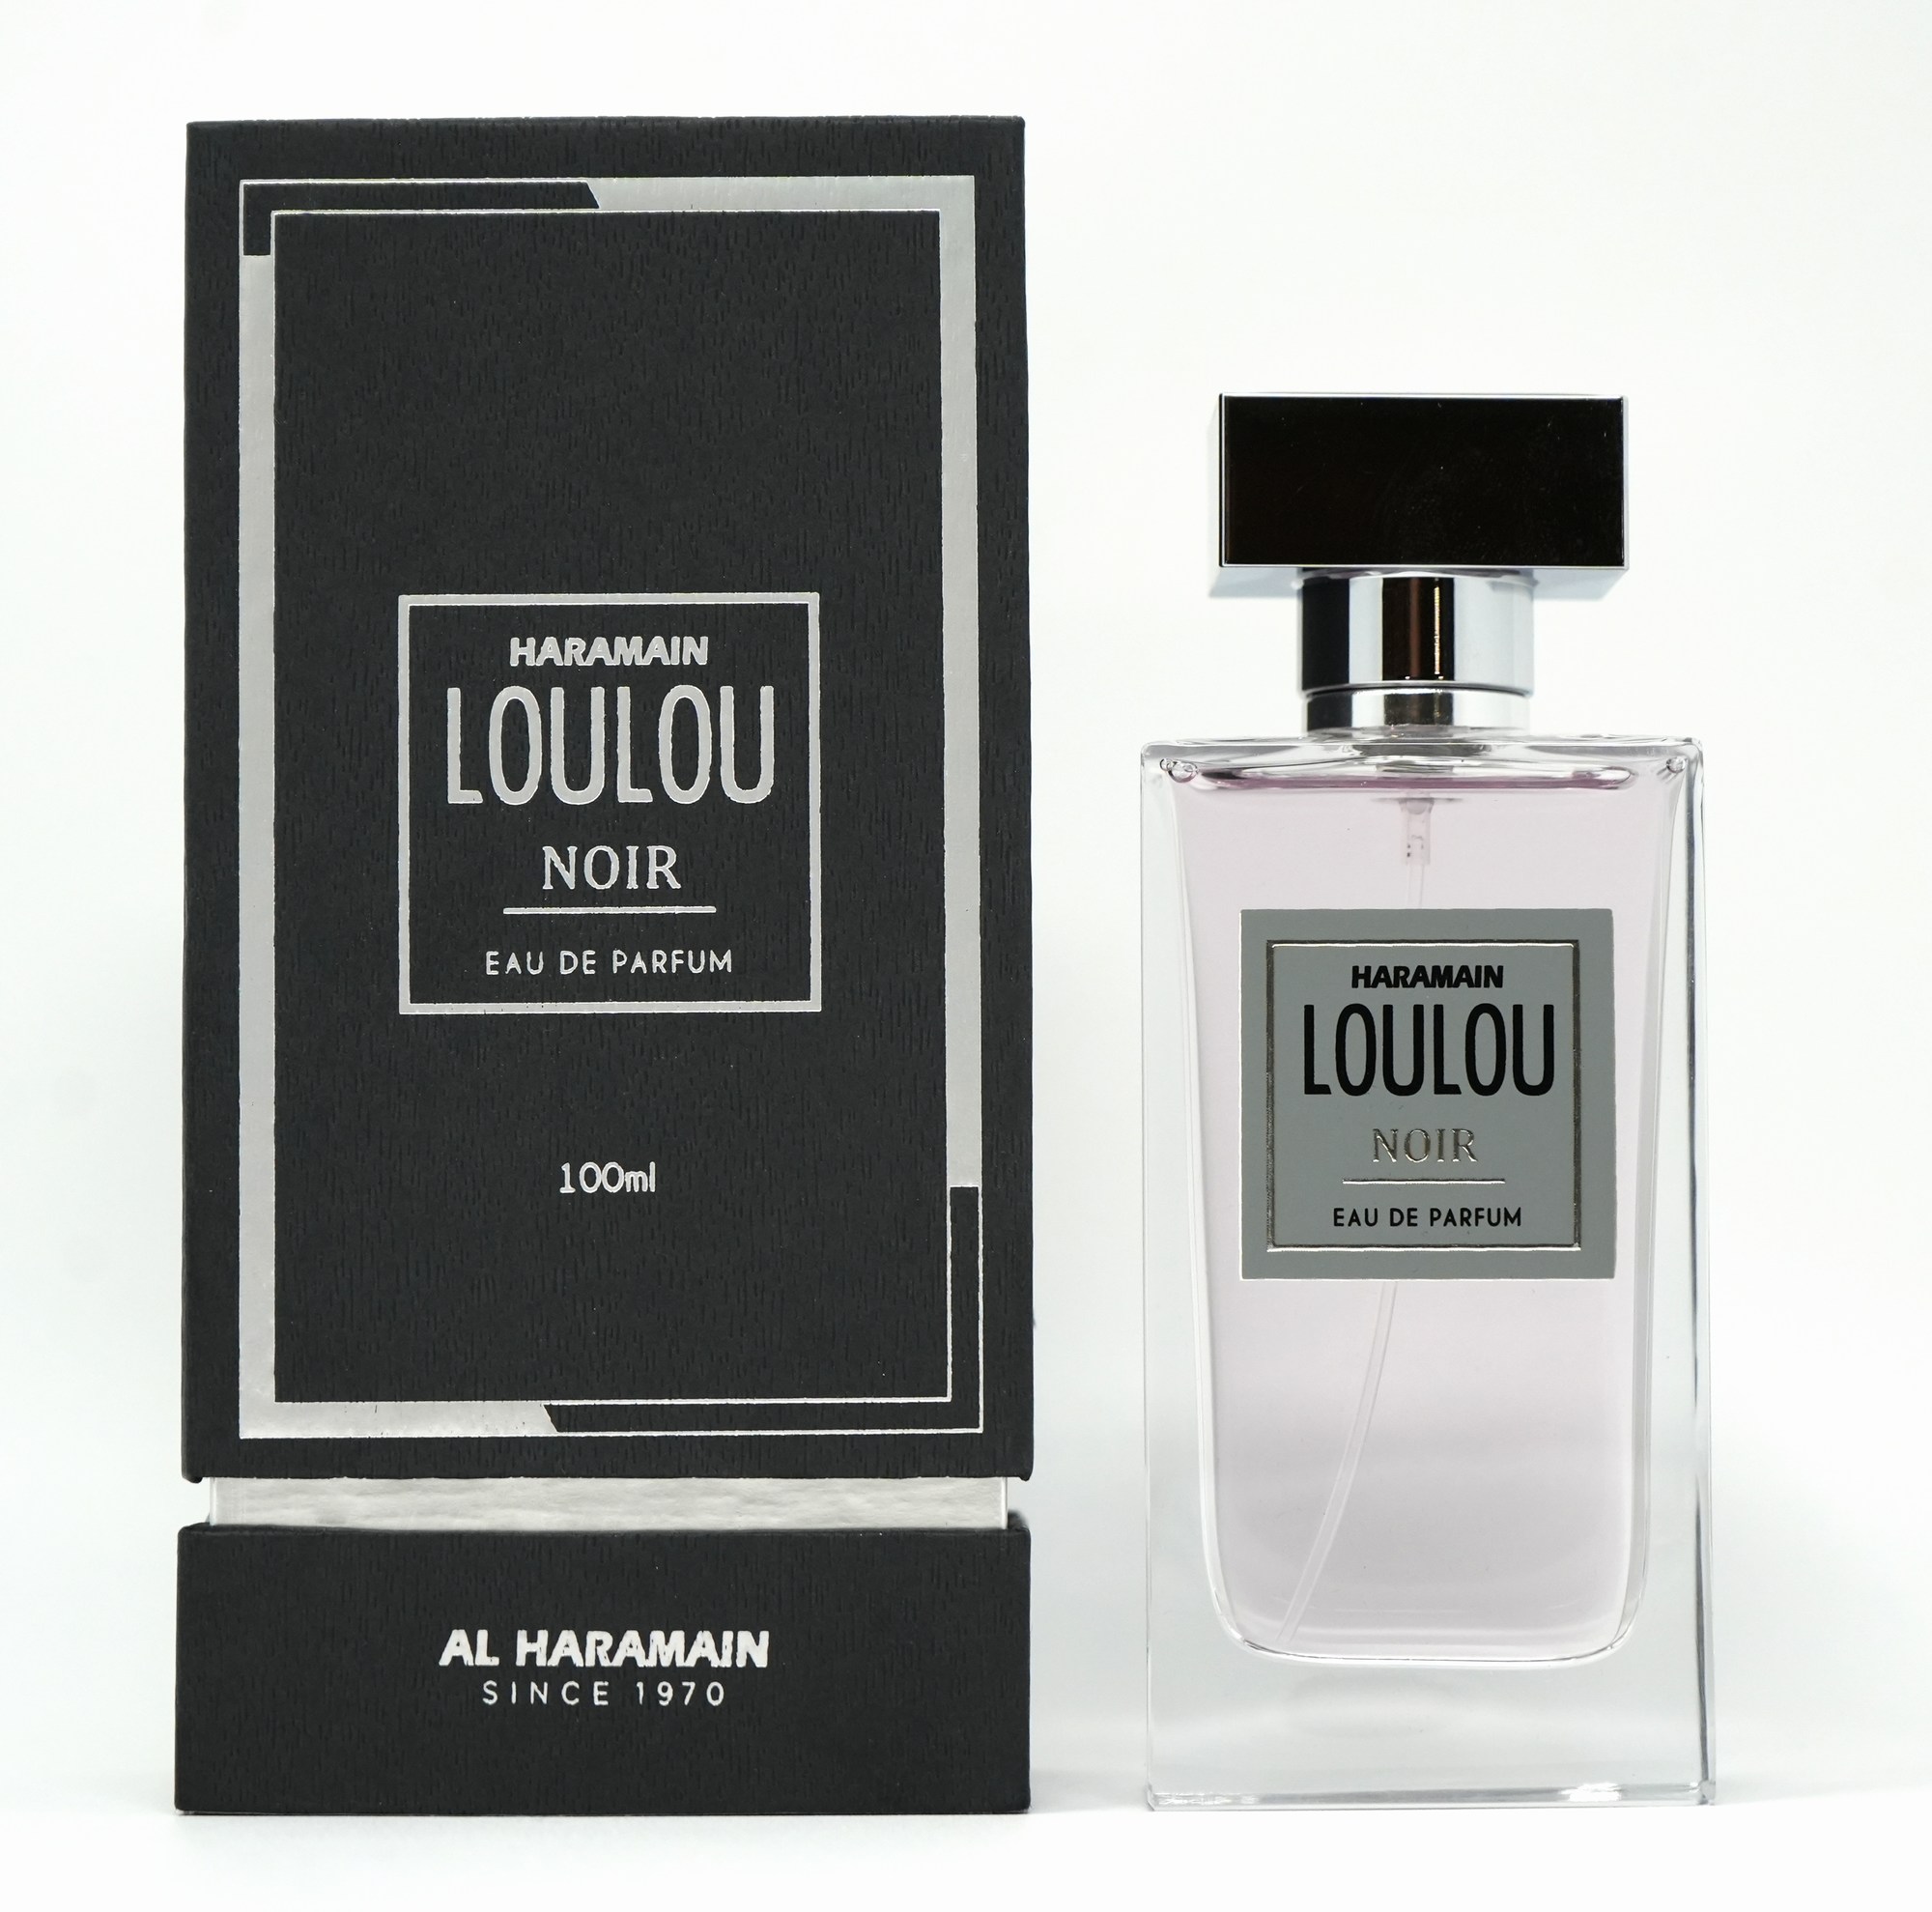 HARAMAIN
LOULOU
NOIR
EAU DE PARFUM
100ml
AL HARAMAIN
SINCE 1970
HARAMAIN
LOULOU
NOIR
EAU DE PARFUM